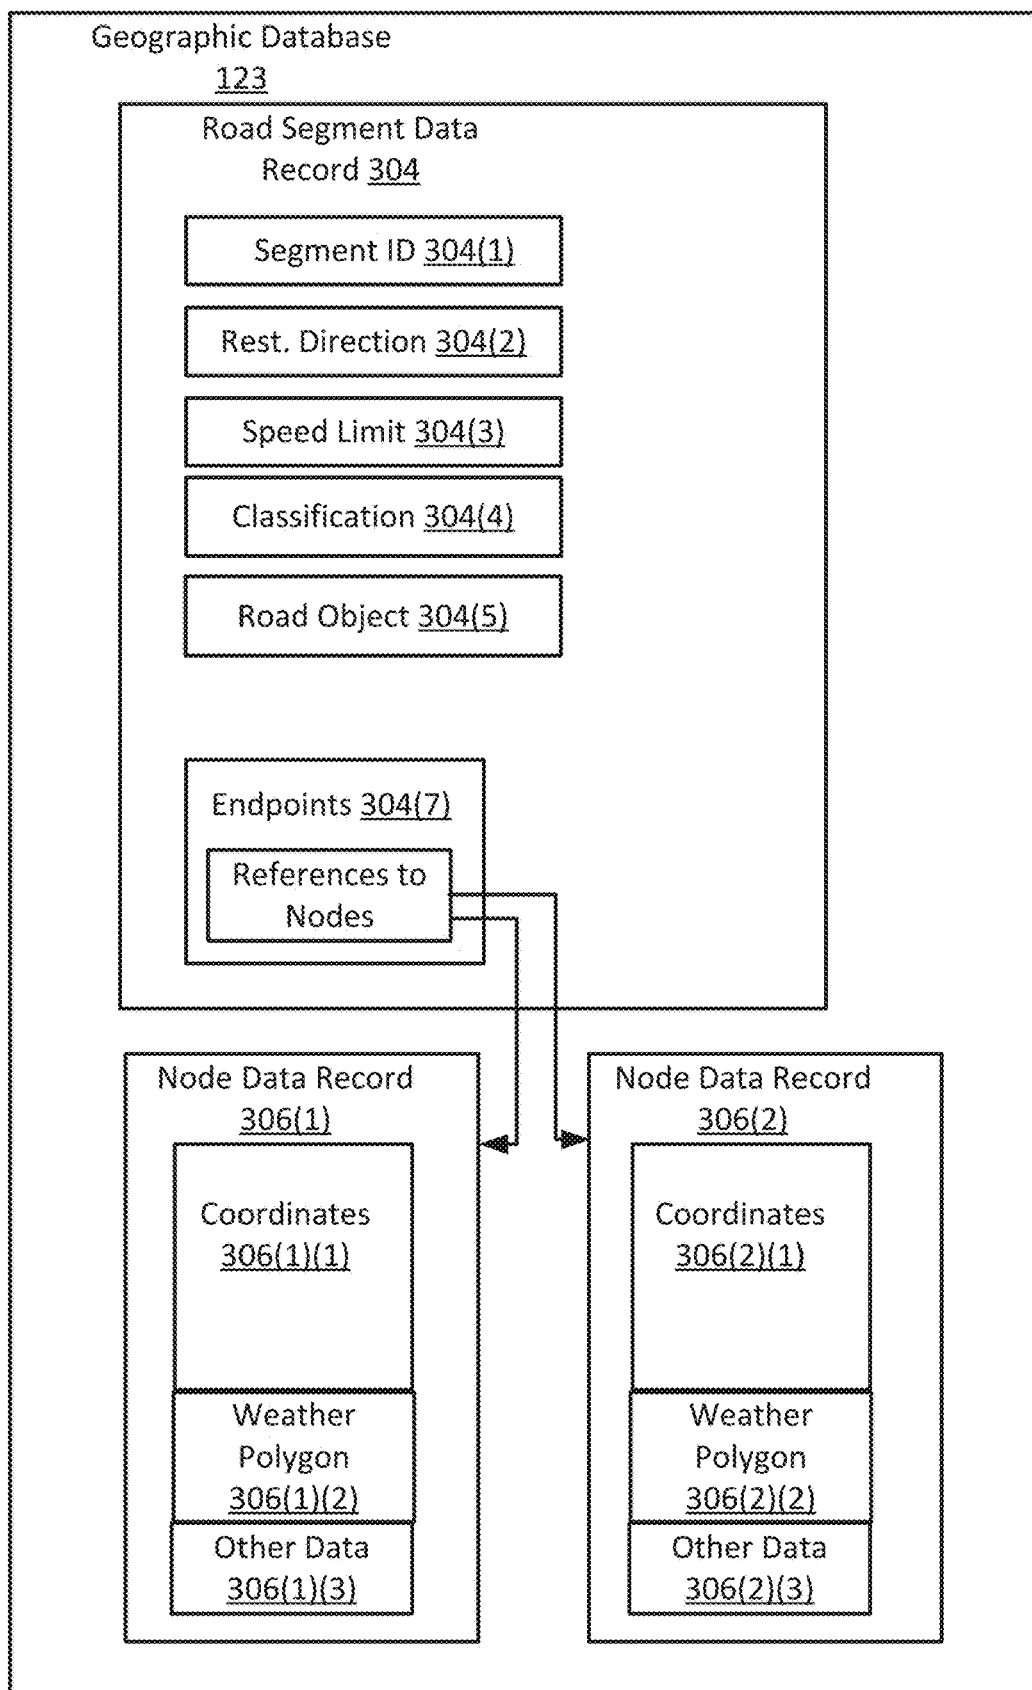 Geographic Database
123
Road Segment Data
Record 304
Segment ID 304(1)
Rest. Direction 304(2)
Speed Limit 304(3)
Classification 304(4)
Road Object 304(5)
Endpoints 304(7)
References to
Nodes
Node Data Record
306(1)
Coordinates
306(1)(1)
Weather
Polygon
306(1)(2)
Other Data
306(1)(3)
Node Data Record
306(2)
Coordinates
306(2)(1)
Weather
Polygon
306(2)(2)
Other Data
306(2)(3)